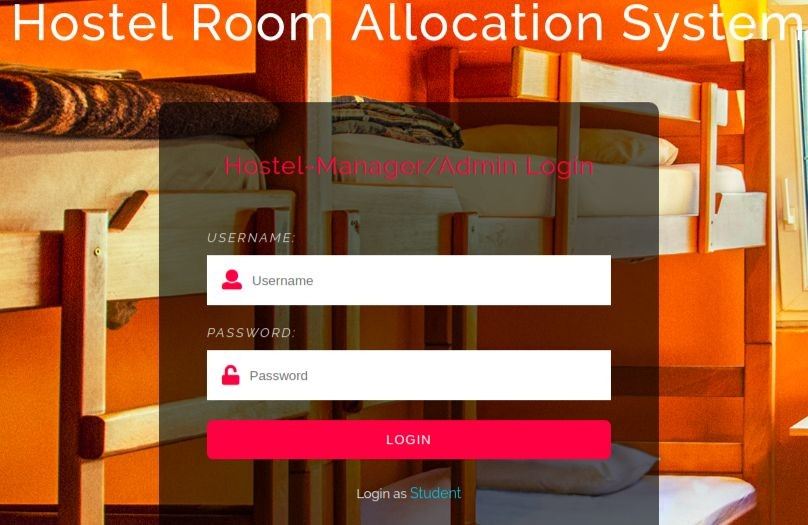 Hostel Room Allocation System
Hostel-Manager/Admin Login
USERNAME:
Username
PASSWORD:
Password
LOGIN
Login as Student